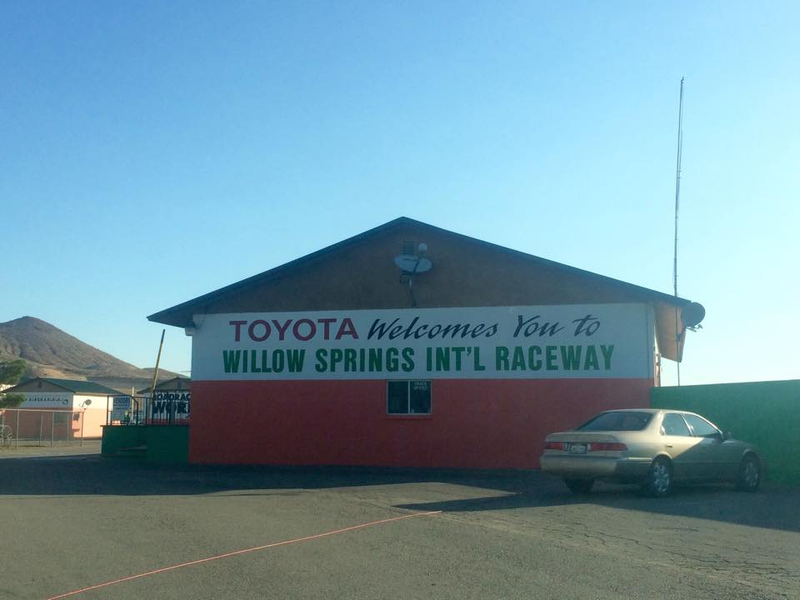 TOYOTA Welcomes You to
WILLOW SPRINGS INT'L RACEWAY